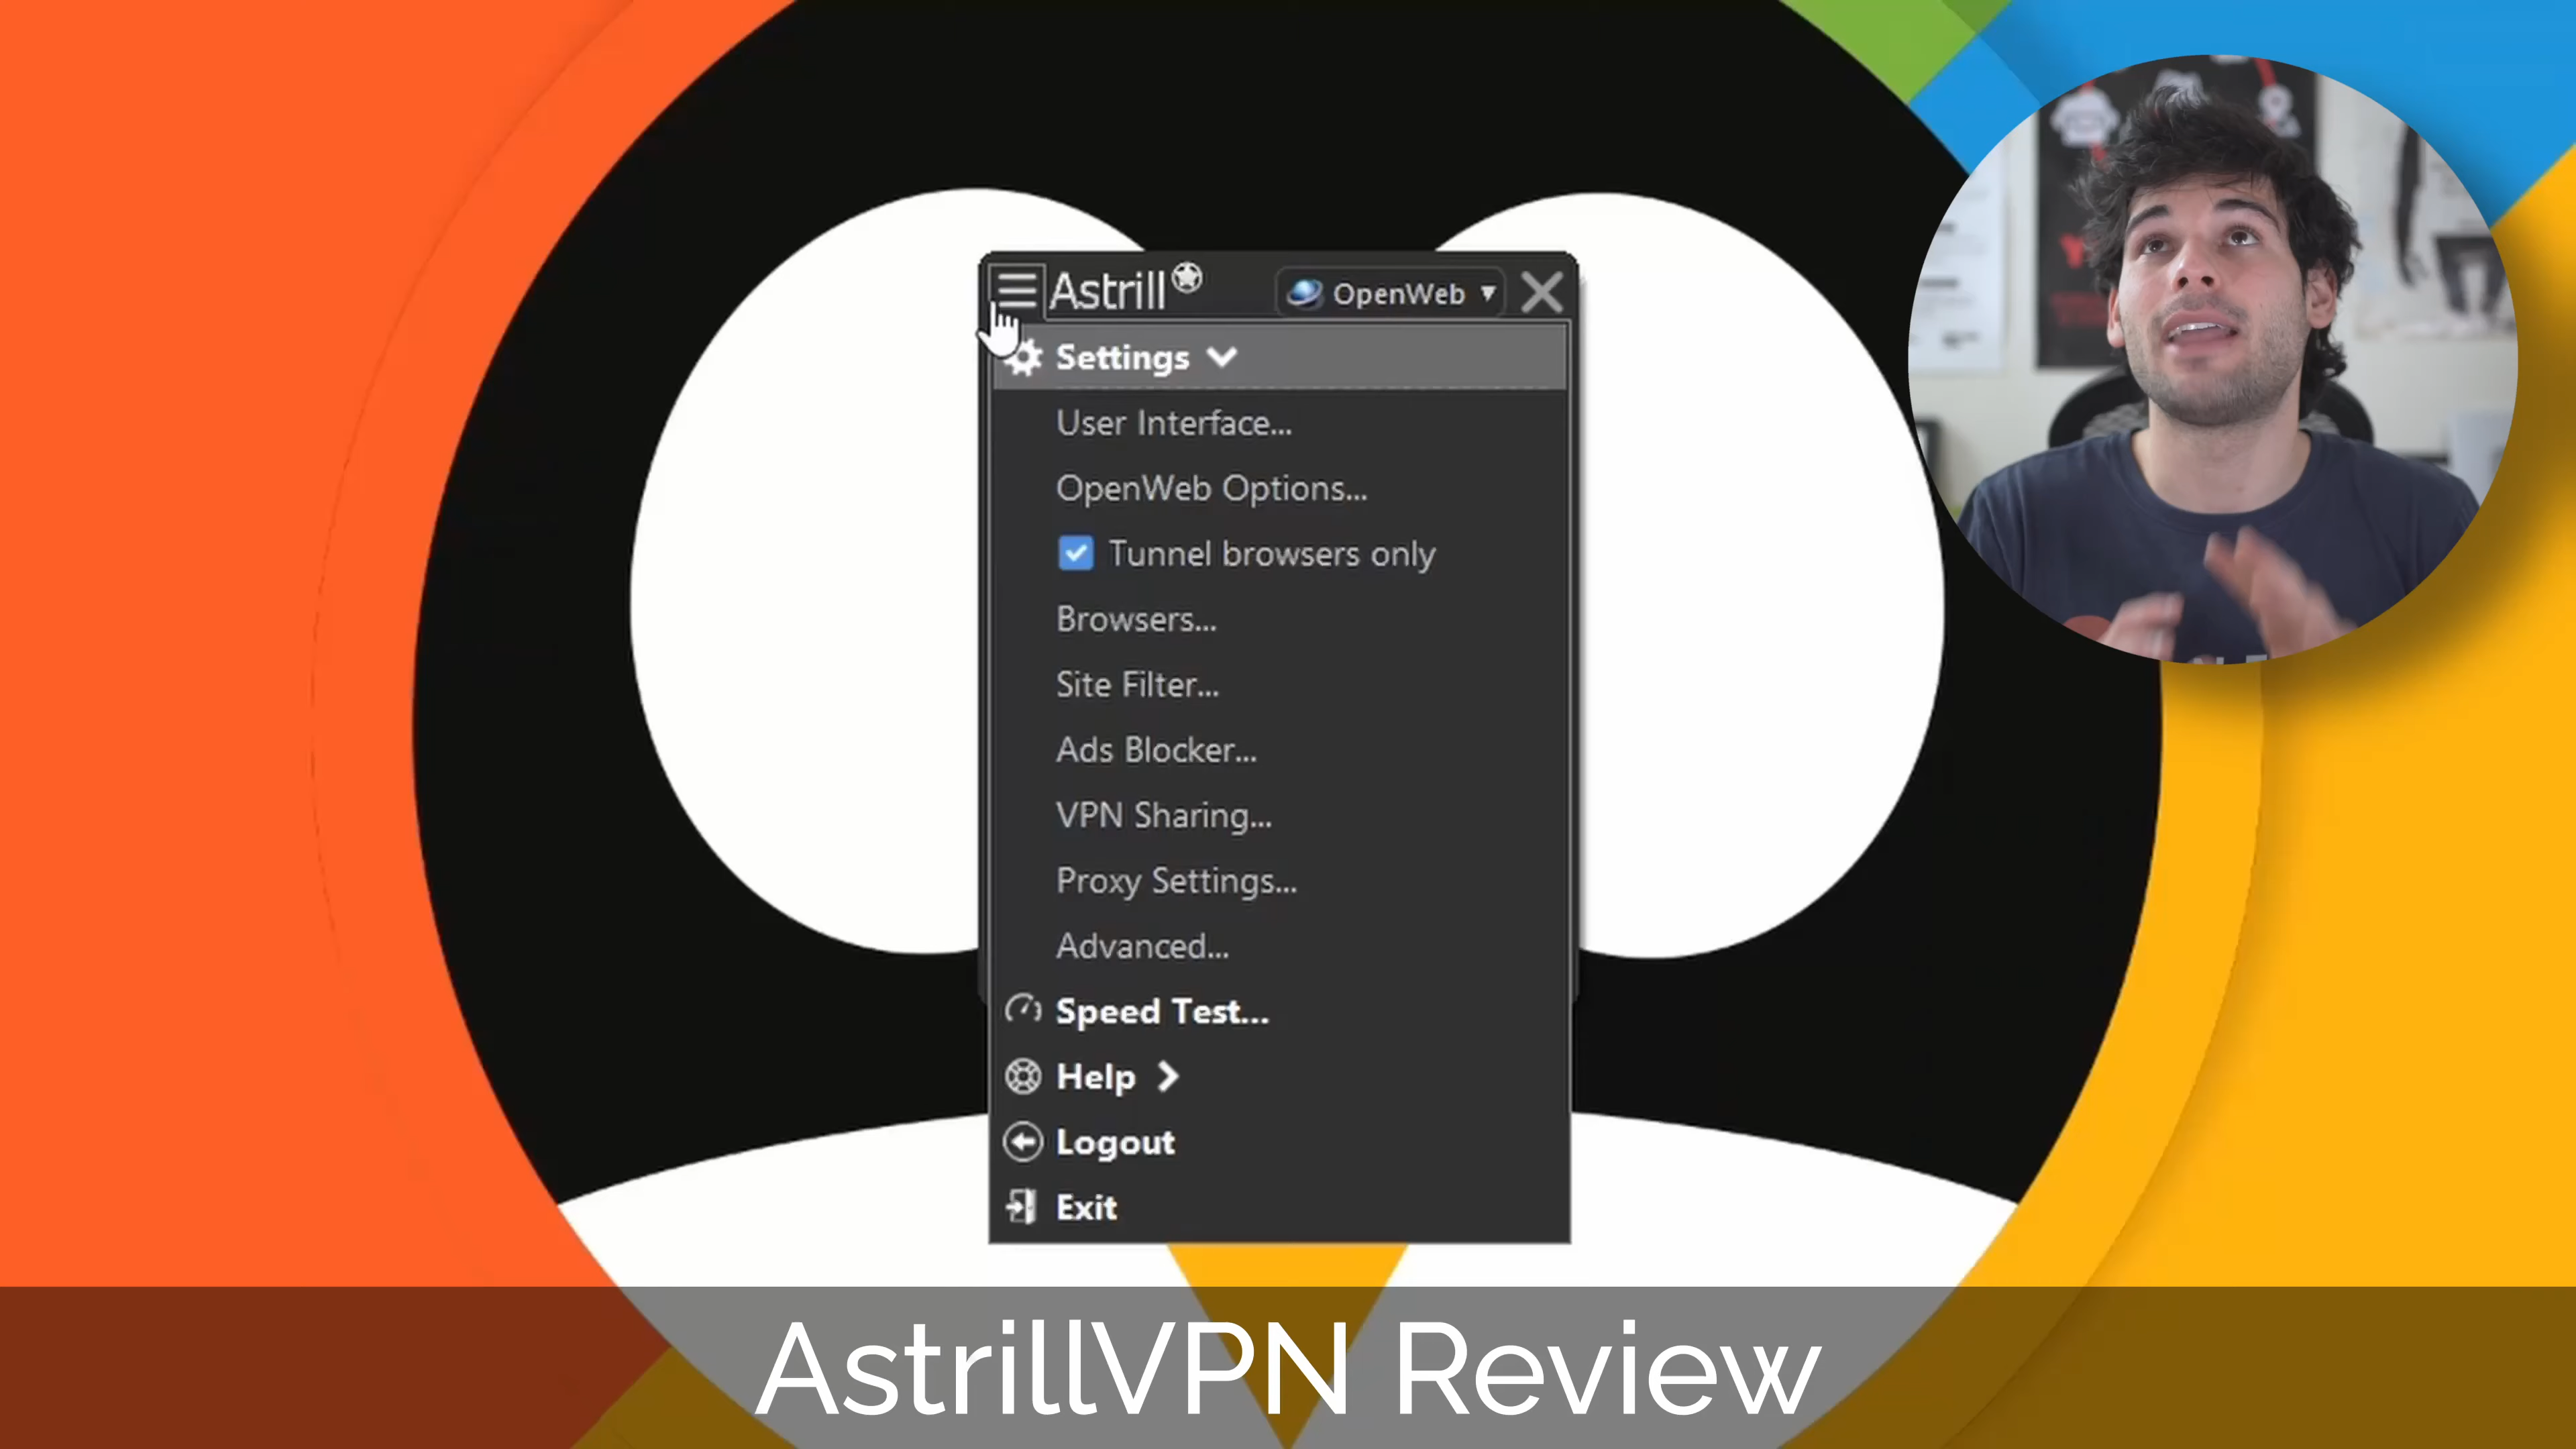 Astrill
OpenWeb
Settings
User Interface...
OpenWeb Options...
Tunnel browsers only
Browsers...
Site Filter...
Ads Blocker...
VPN Sharing...
Proxy Settings...
Advanced...
Speed Test...
Help
Logout
Exit
AstrillVPN Review